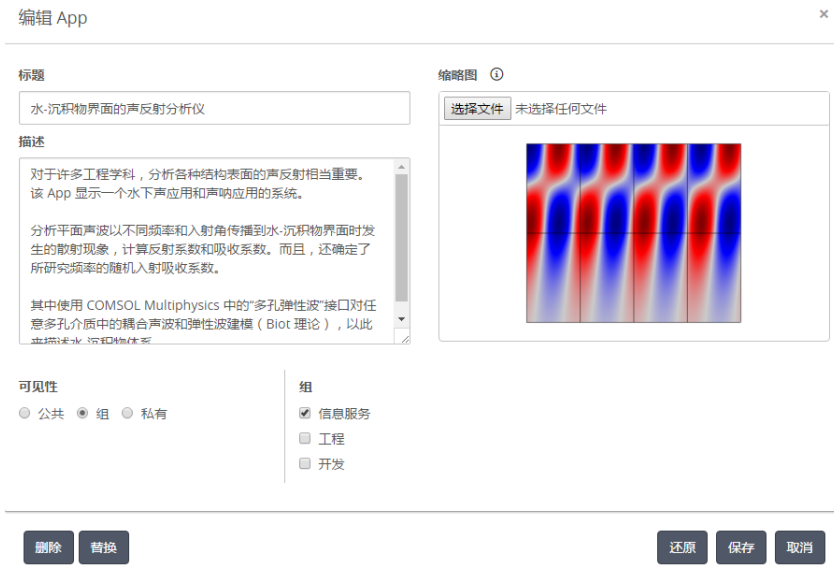 编辑 App
×
标题
水-沉积物界面的声反射分析仪
描述
对于许多工程学科，分析各种结构表面的声反射相当重要。
该 App 显示一个水下声应用和声呐应用的系统。
分析平面声波以不同频率和入射角传播到水-沉积物界面时发
生的散射现象，计算反射系数和吸收系数。而且，还确定了
所研究频率的随机入射吸收系数。
其中使用 COMSOL Multiphysics 中的“多孔弹性波”接口对任
意多孔介质中的耦合声波和弹性波建模（Biot 理论），以此
来描述水-沉积物体系
缩略图
选择文件 未选择任何文件
可见性
公共 组 私有
组
信息服务
工程
开发
删除 替换 还原 保存 取消